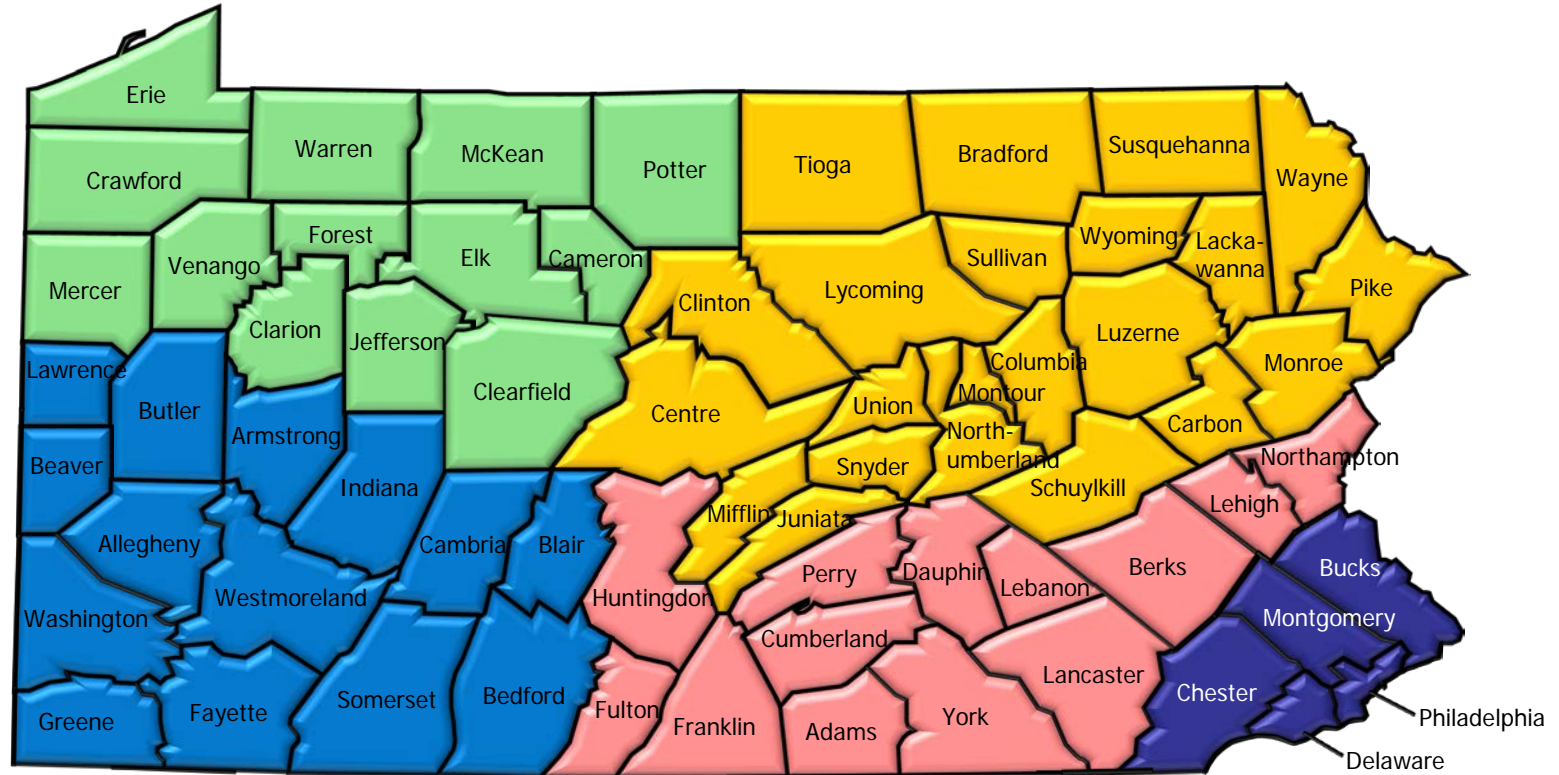 Erie
Warren
McKean
Potter
Tioga
Bradford
Susquehanna
Wayne
Crawford
Forest
Elk
Cameron
Venango
Mercer
Clarion
Jefferson
Clinton
Lycoming
Sullivan
Wyoming
Lacka-
wanna
Pike
Luzerne
Monroe
Columbia
Montour
Lawrence
Butler
Armstrong
Clearfield
Centre
Union
Snyder
North-
umberland
Carbon
Northampton
Schuylkill
Lehigh
Beaver
Indiana
Mifflin
Juniata
Allegheny
Cambria
Blair
Huntingdon
Perry
Dauphin
Lebanon
Berks
Bucks
Montgomery
Washington
Westmoreland
Cumberland
Lancaster
Chester
Greene
Fayette
Somerset
Bedford
Fulton
Franklin
Adams
York
Philadelphia
Delaware